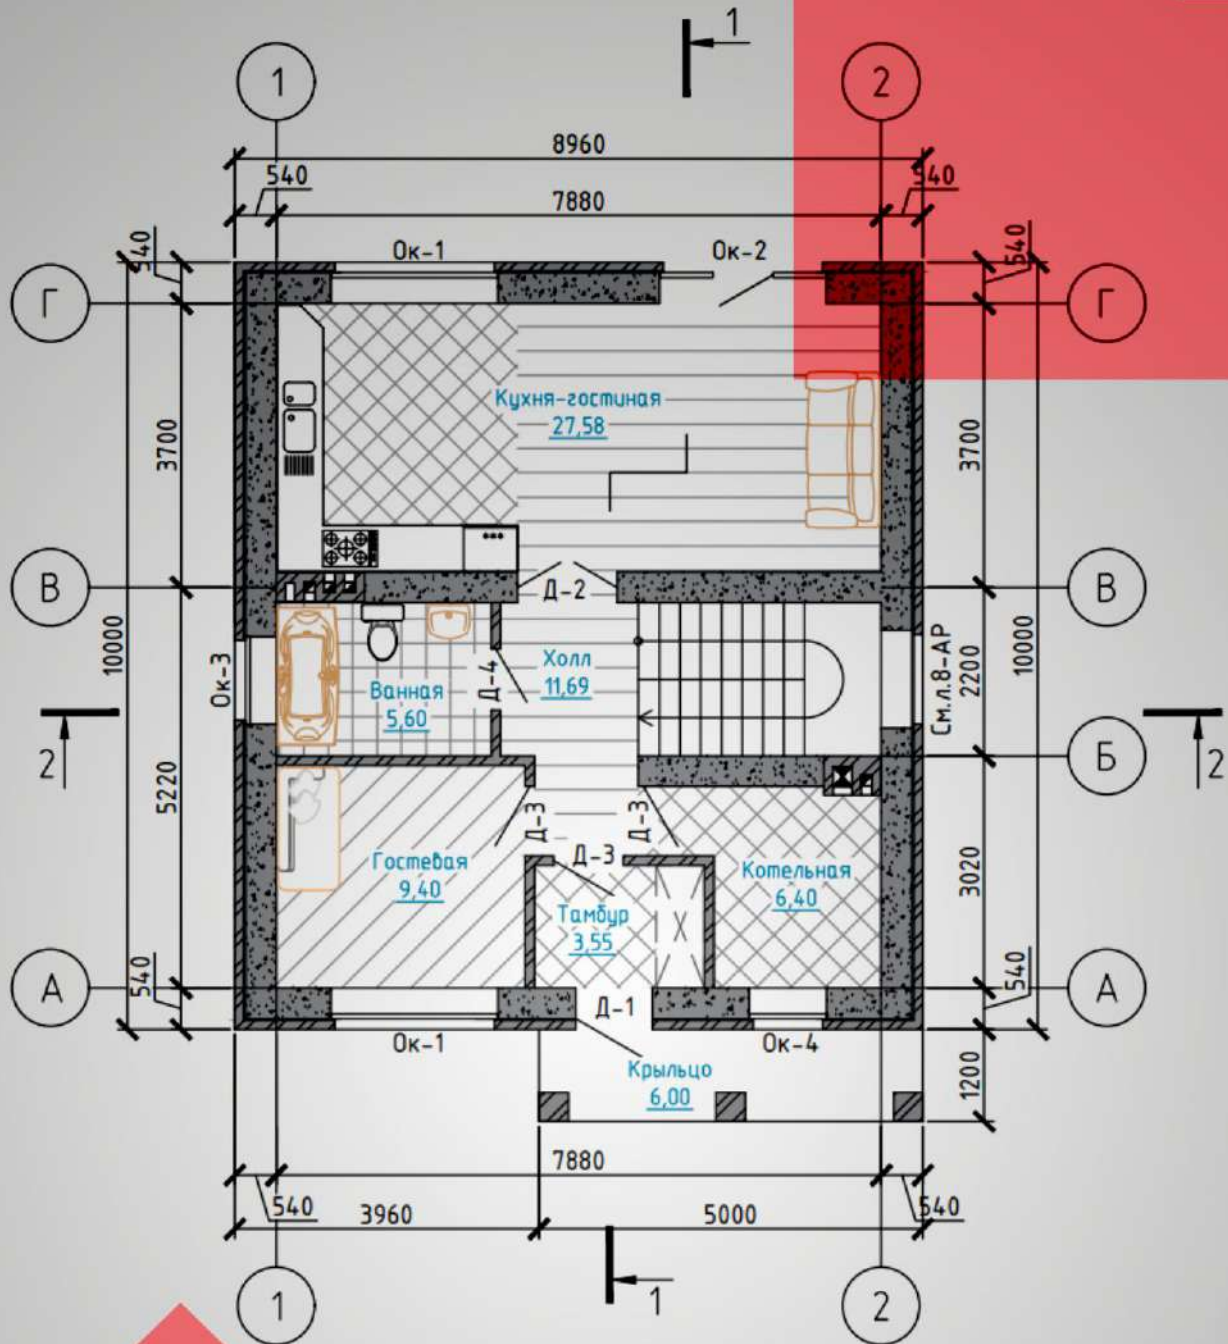 1
1
2
8960
540
540
7880
540
540
Ок-1
Ок-2
Г
Г
Кухня-гостиная
27,58
3700
3700
В
В
Д-2
10000
10000
Ок-3
Холл
11,69
Д-4
Ванная
5,60
2200
См.л.8-АР
2
2
Б
5220
Д-3
Д-3
Д-3
Гостевая
9,40
Котельная
6,40
3020
Тамбур
3,55
X
А
А
540
540
Д-1
Ок-1
Ок-4
Крыльцо
6,00
1200
7880
540
3960
5000
540
1
1
2